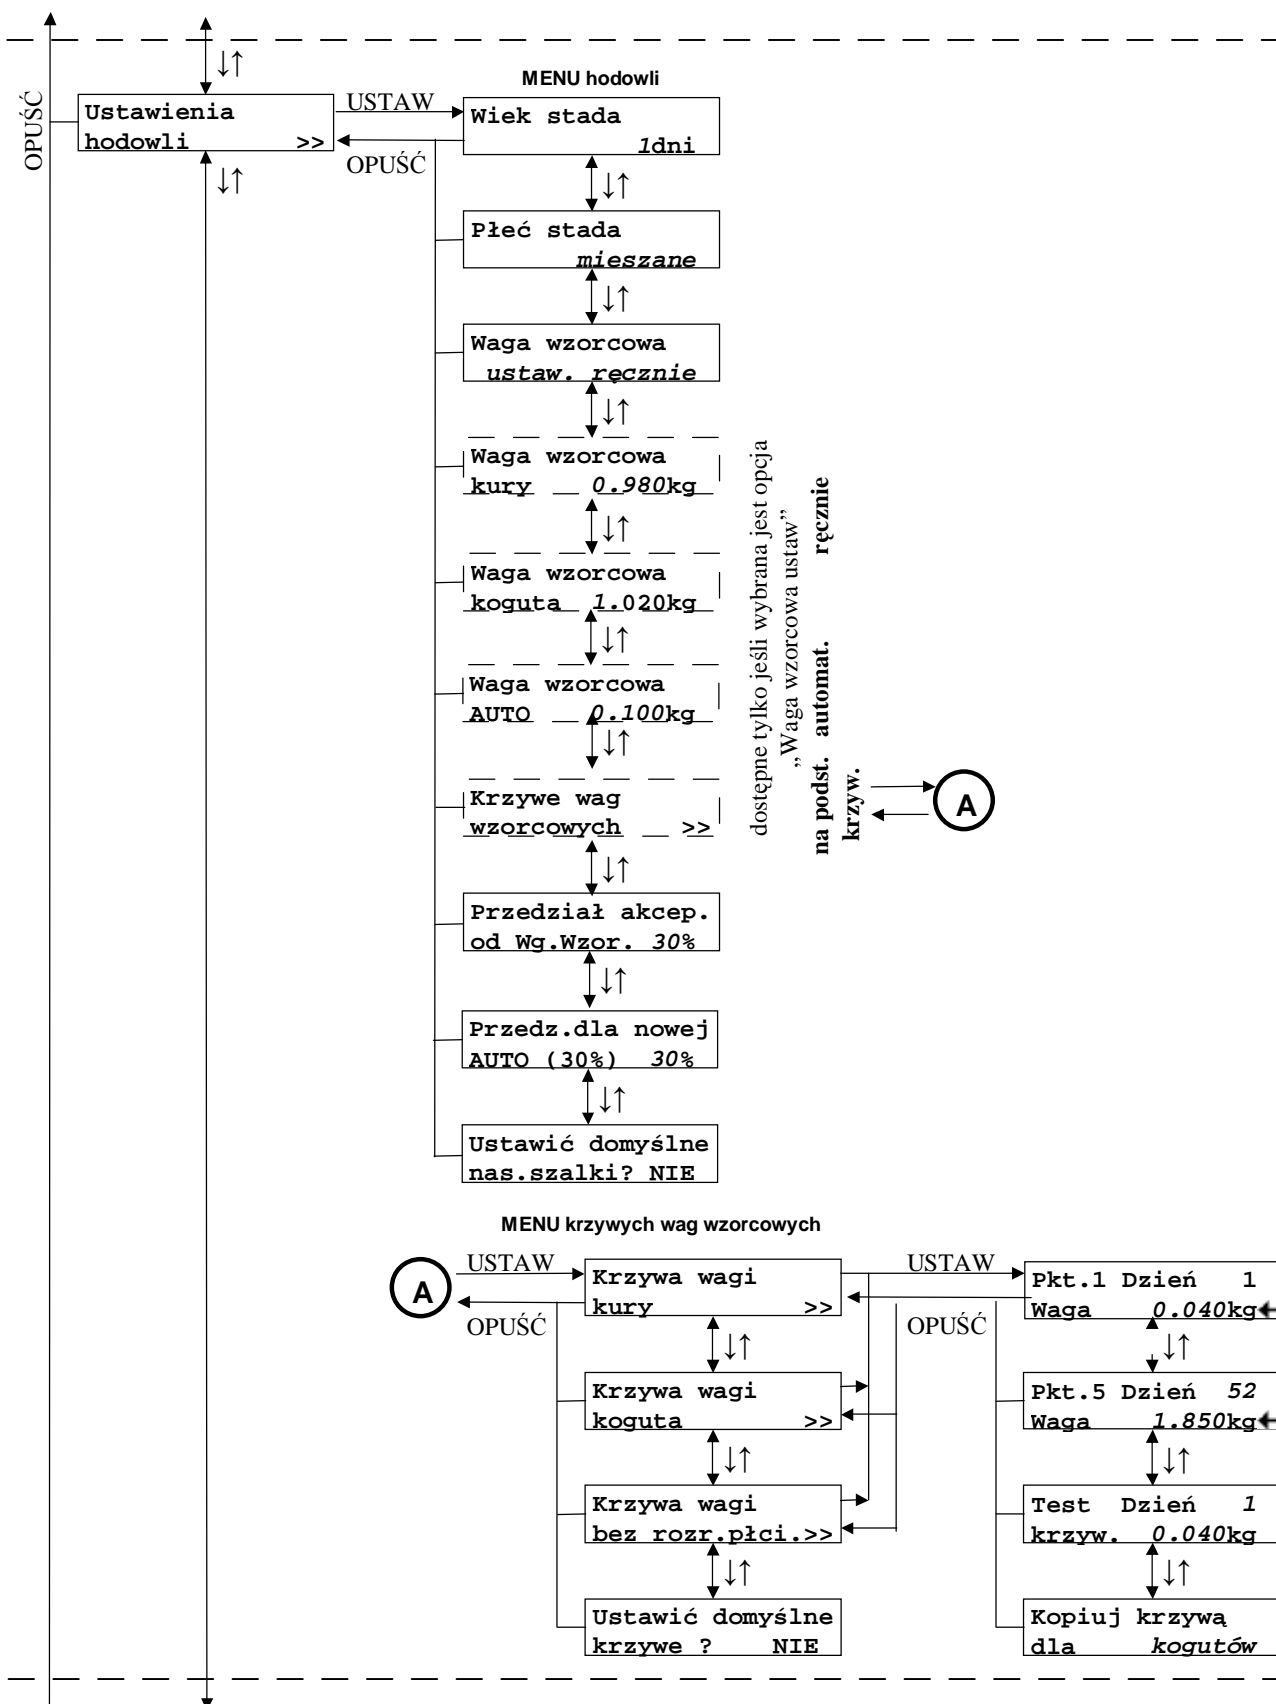 ↓↑
MENU hodowli
OPUŚĆ
Ustawienia
hodowli >>
USTAW
OPUŚĆ
↓↑
Wiek stada
1dni
↓↑
Płeć stada
mieszane
↓↑
Waga wzorcowa
ustaw. ręcznie
↓↑
Waga wzorcowa
kury 0.980kg
↓↑
Waga wzorcowa
koguta 1.020kg
↓↑
Waga wzorcowa
AUTO 0.100kg
↓↑
Krzywe wag
wzorcowych >>
↓↑
dostępne tylko jeśli wybrana jest opcja
„Waga wzorcowa ustaw”
na podst. automat. ręcznie
krzyw.
A
Przedział akcep.
od Wg.Wzor. 30%
↓↑
Przedz.dla nowej
AUTO (30%) 30%
↓↑
Ustawić domyślne
nas.szalki? NIE
MENU krzywych wag wzorcowych
A
USTAW
OPUŚĆ
Krzywa wagi
kury >>
↓↑
Krzywa wagi
koguta >>
↓↑
Krzywa wagi
bez rozr.płci.>>
↓↑
Ustawić domyślne
krzywe ? NIE
USTAW
OPUŚĆ
Pkt.1 Dzień 1
Waga 0.040kg
↓↑
Pkt.5 Dzień 52
Waga 1.850kg
↓↑
Test Dzień 1
krzyw. 0.040kg
↓↑
Kopiuj krzywą
dla kogutów